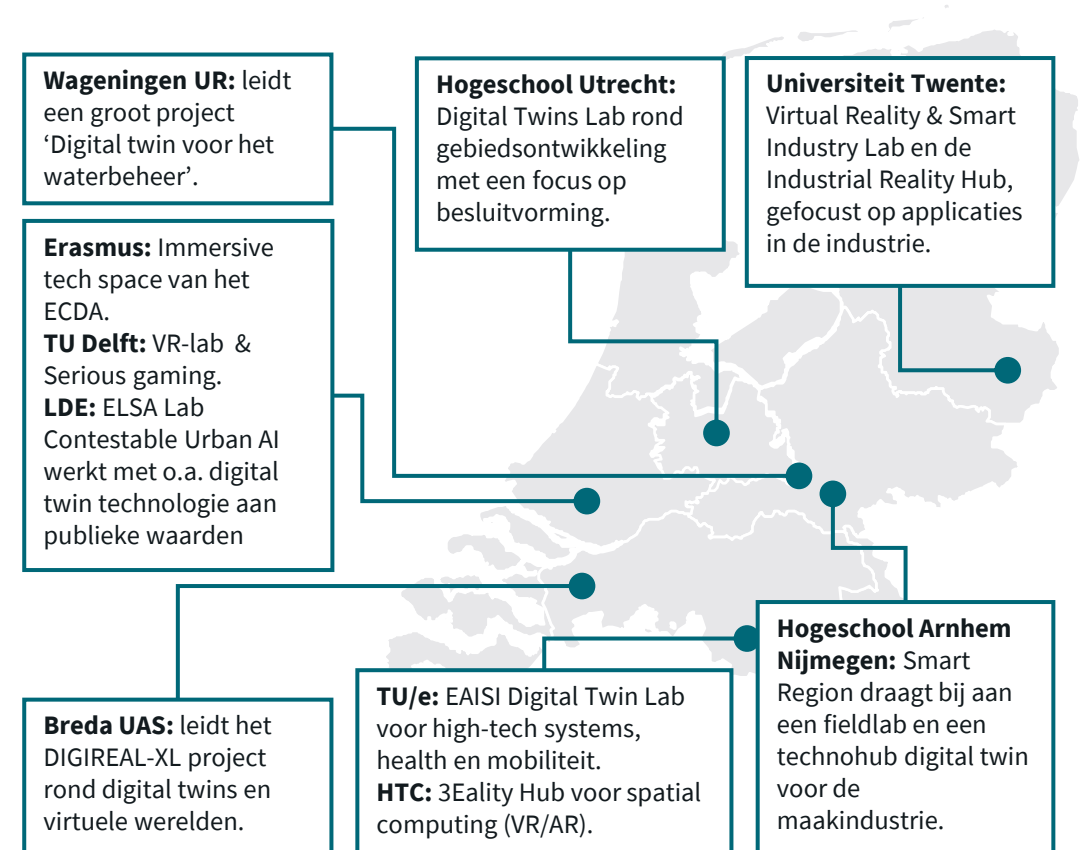 Wageningen UR: leidt
een groot project
‘Digital twin voor het
waterbeheer’.
Hogeschool Utrecht:
Digital Twins Lab rond
gebiedsontwikkeling
met een focus op
besluitvorming.
Universiteit Twente:
Virtual Reality & Smart
Industry Lab en de
Industrial Reality Hub,
gefocust op applicaties
in de industrie.
Erasmus: Immersive
tech space van het
ECDA.
TU Delft: VR-lab &
Serious gaming.
LDE: ELSA Lab
Contestable Urban AI
werkt met o.a. digital
twin technologie aan
publieke waarden
Breda UAS: leidt het
DIGIREAL-XL project
rond digital twins en
virtuele werelden.
TU/e: EAISI Digital Twin Lab
voor high-tech systems,
health en mobiliteit.
HTC: 3Eality Hub voor spatial
computing (VR/AR).
Hogeschool Arnhem
Nijmegen: Smart
Region draagt bij aan
een fieldlab en een
technohub digital twin
voor de
maakindustrie.